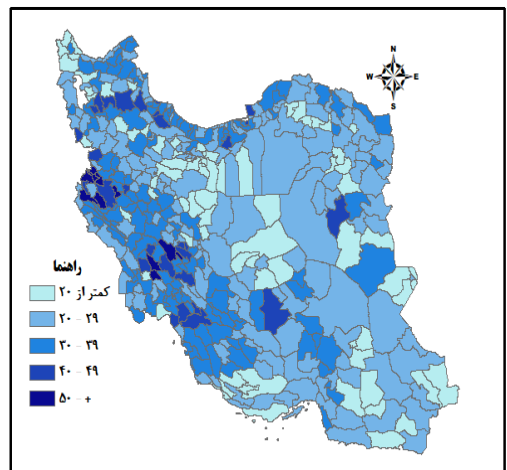 N
W E
S
راهنما
کمتر از ۲۰
۲۰ - ۲۹
۳۰ - ۳۹
۴۰ - ۴۹
۵۰ - +